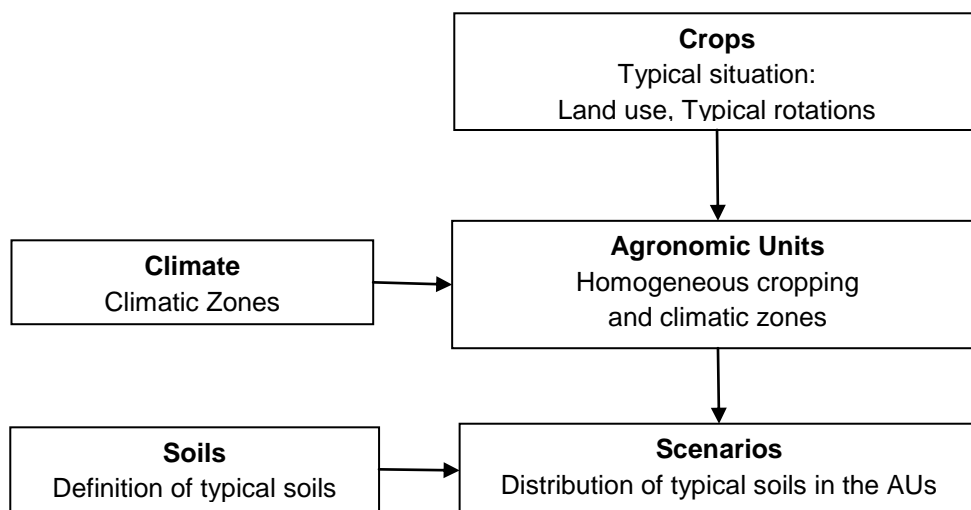 Crops
Typical situation:
Land use, Typical rotations
Climate
Climatic Zones
Agronomic Units
Homogeneous cropping
and climatic zones
Soils
Definition of typical soils
Scenarios
Distribution of typical soils in the AUs